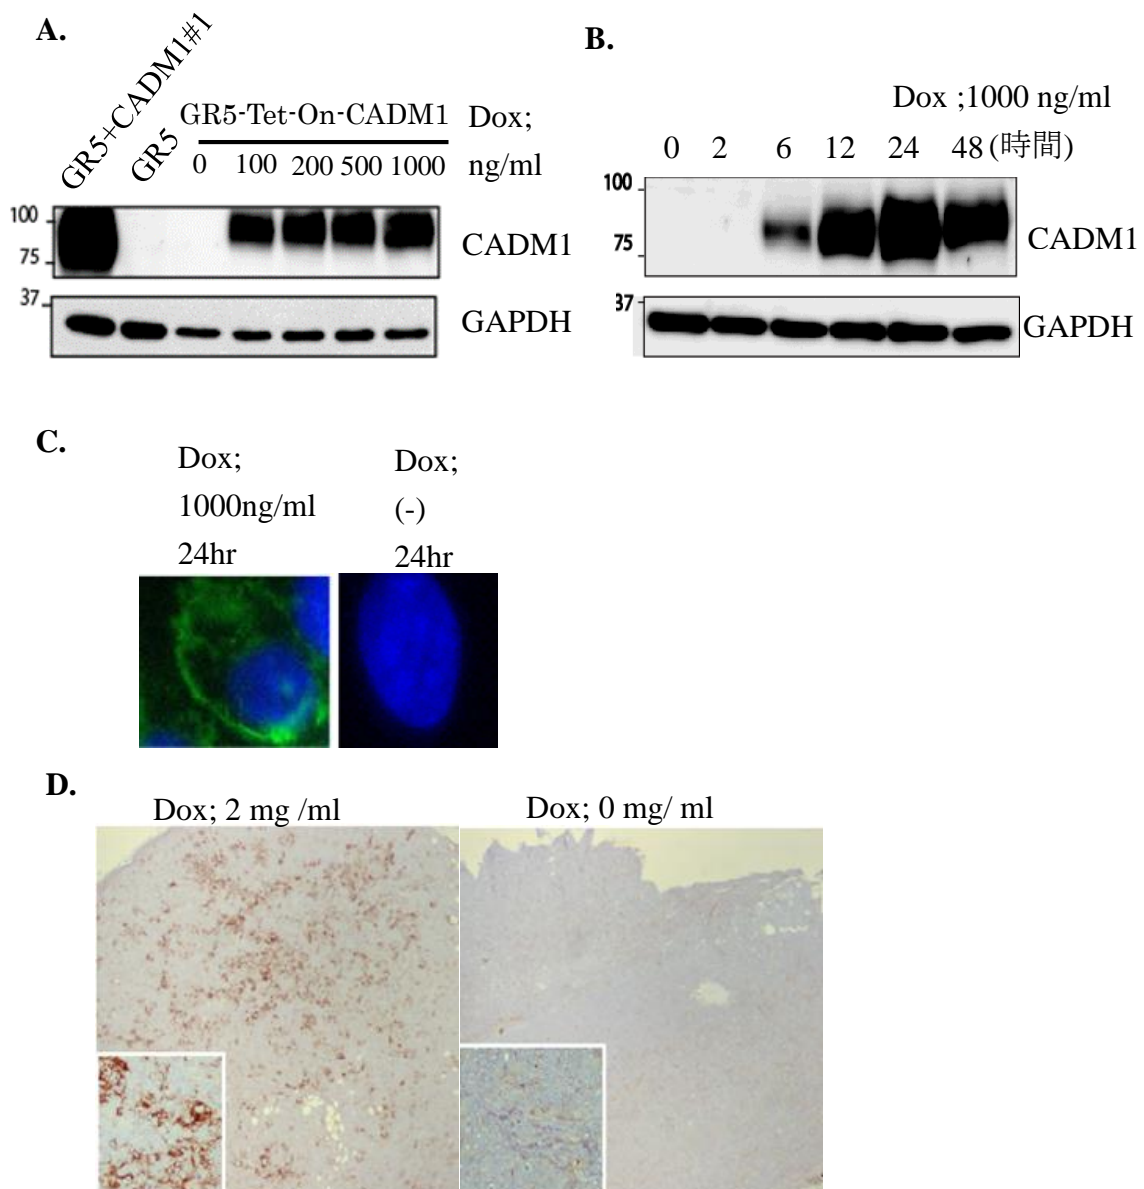 A.
GR5+CADM1#1
GR5
GR5-Tet-On-CADM1
Dox;
0 100 200 500 1000
ng/ml
100
75
CADM1
37
GAPDH
B.
Dox ;1000 ng/ml
0 2 6 12 24 48 (時間)
100
75
CADM1
37
GAPDH
C.
Dox;
1000ng/ml
24hr
Dox;
(-)
24hr
D.
Dox; 2 mg /ml
Dox; 0 mg/ ml